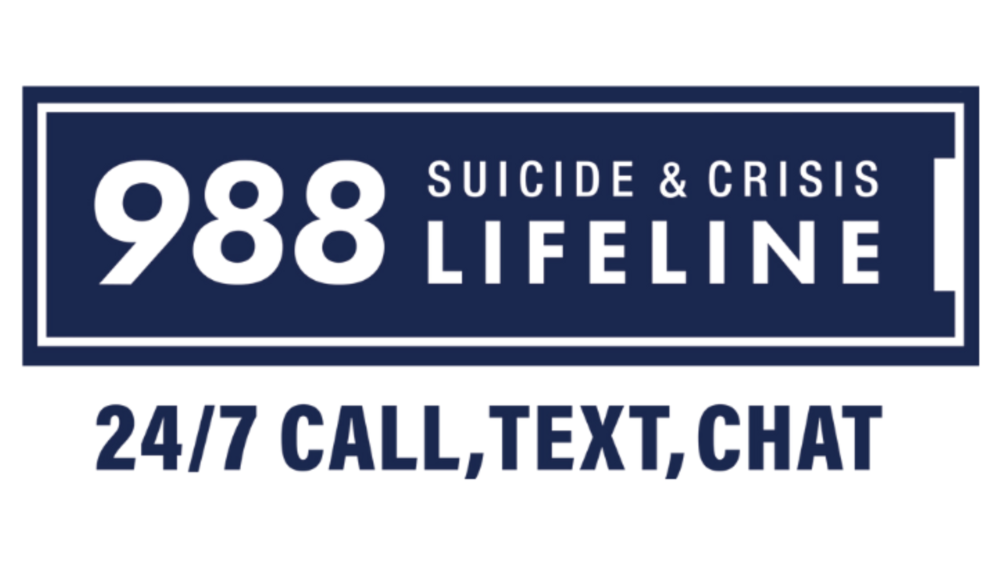 988 SUICIDE & CRISIS
LIFELINE
24/7 CALL,TEXT,CHAT